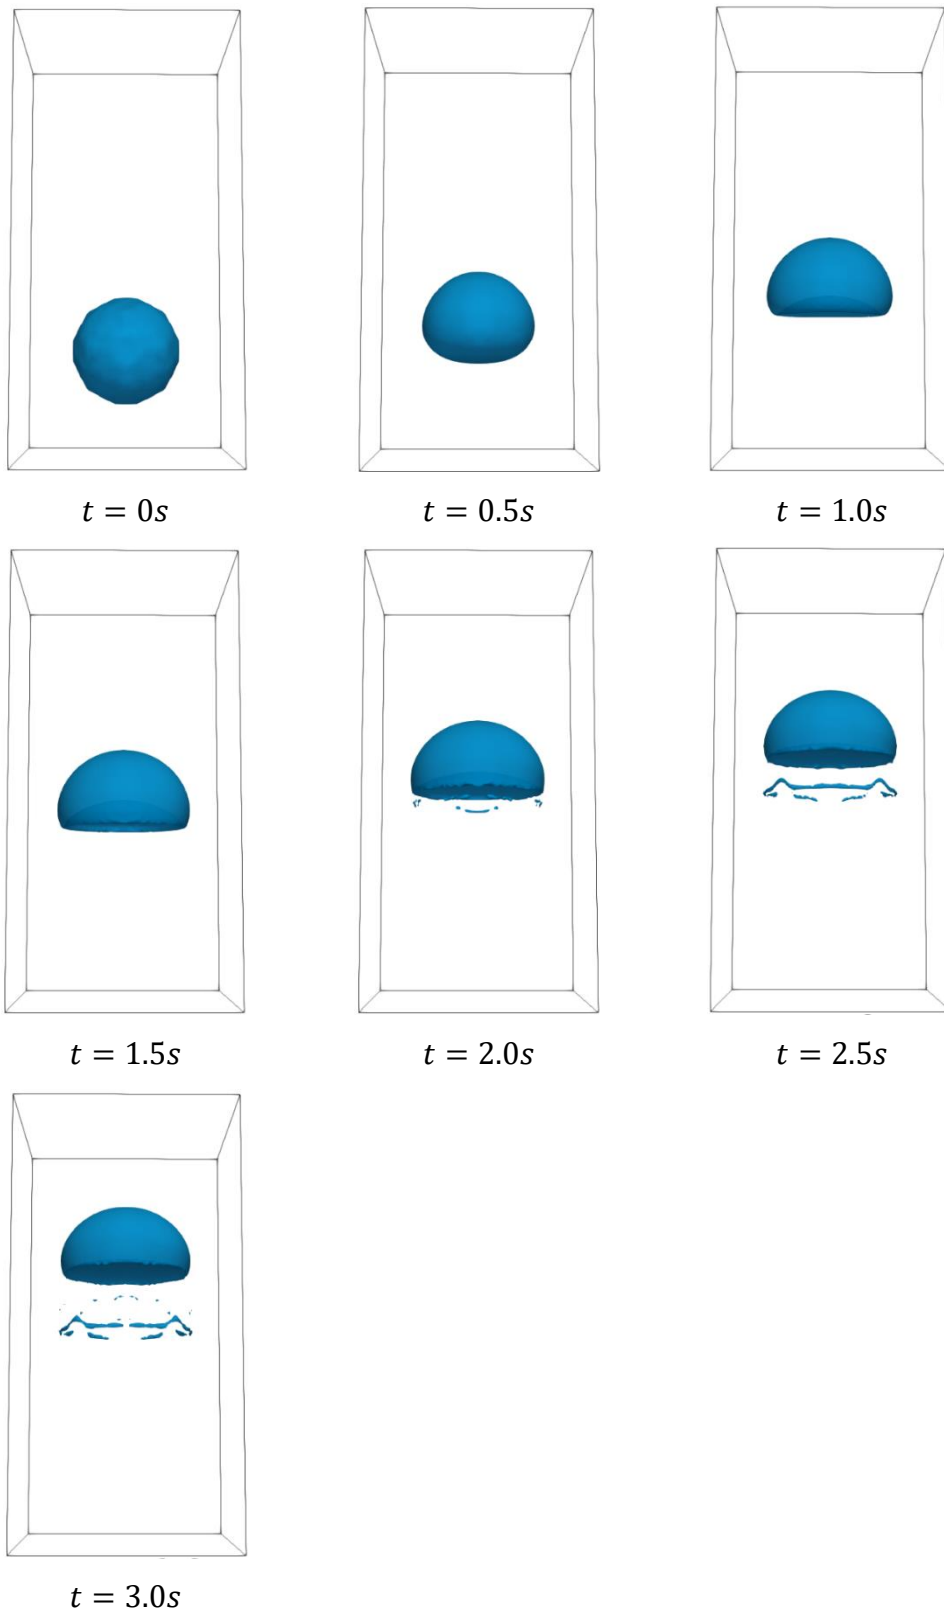 t = 0s
t = 0.5s
t = 1.0s
t = 1.5s
t = 2.0s
t = 2.5s
t = 3.0s